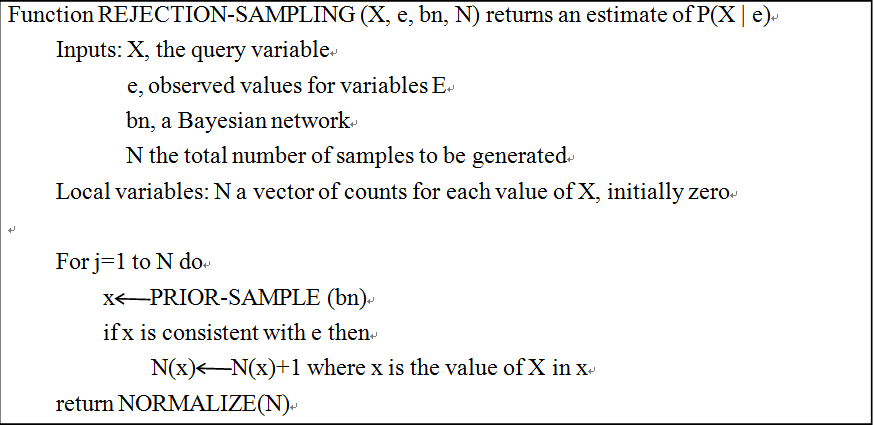 Function REJECTION-SAMPLING (X, e, bn, N) returns an estimate of P(X | e)
Inputs: X, the query variable
e, observed values for variables E
bn, a Bayesian network
N the total number of samples to be generated
Local variables: N a vector of counts for each value of X, initially zero
For j=1 to N do
x←PRIOR-SAMPLE (bn)
if x is consistent with e then
N(x)←N(x)+1 where x is the value of X in x
return NORMALIZE(N)